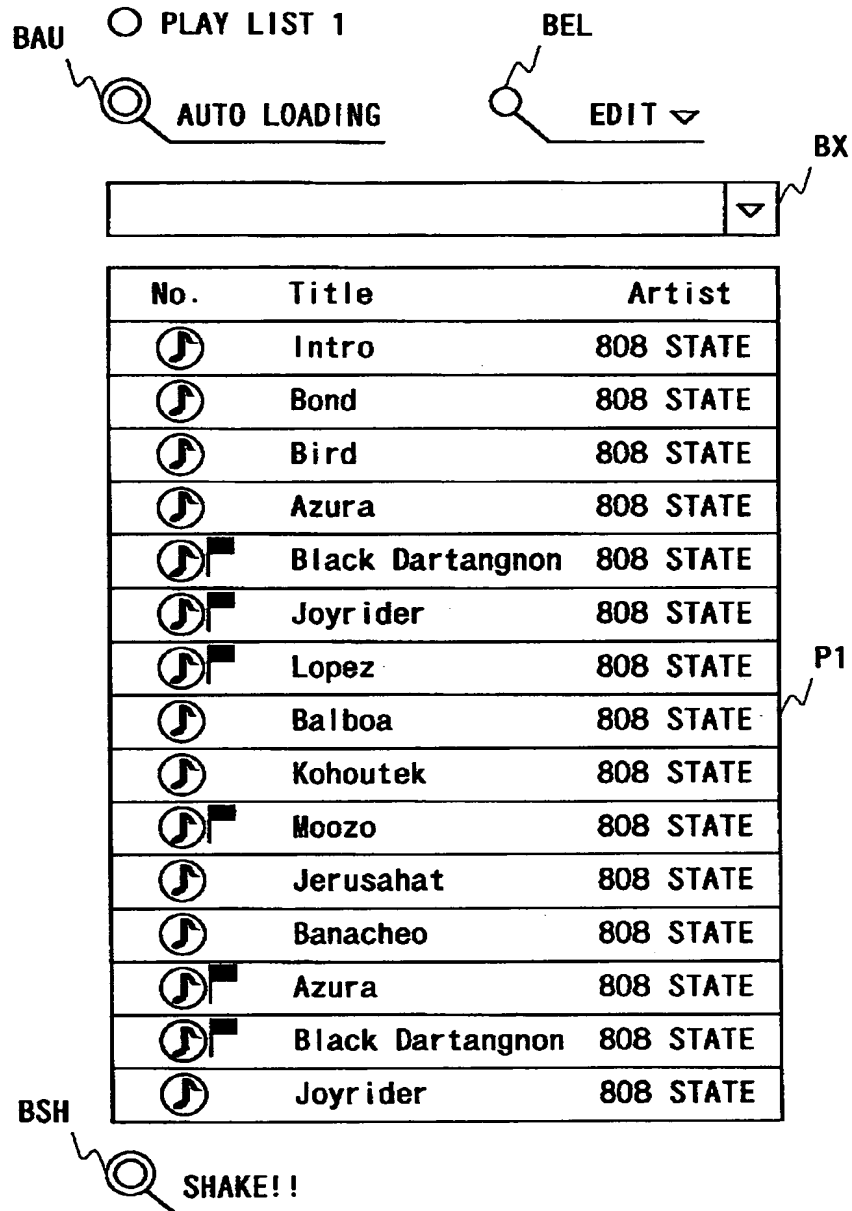 PLAY LIST 1
BAU
BEL
AUTO LOADING
EDIT
BX
No. Title Artist
Intro 808 STATE
Bond 808 STATE
Bird 808 STATE
Azura 808 STATE
Black Dartangnon 808 STATE
Joyrider 808 STATE
Lopez 808 STATE
P1
Balboa 808 STATE
Kohoutek 808 STATE
Moozo 808 STATE
Jerusahat 808 STATE
Banacheo 808 STATE
Azura 808 STATE
Black Dartangnon 808 STATE
Joyrider 808 STATE
BSH
SHAKE!!